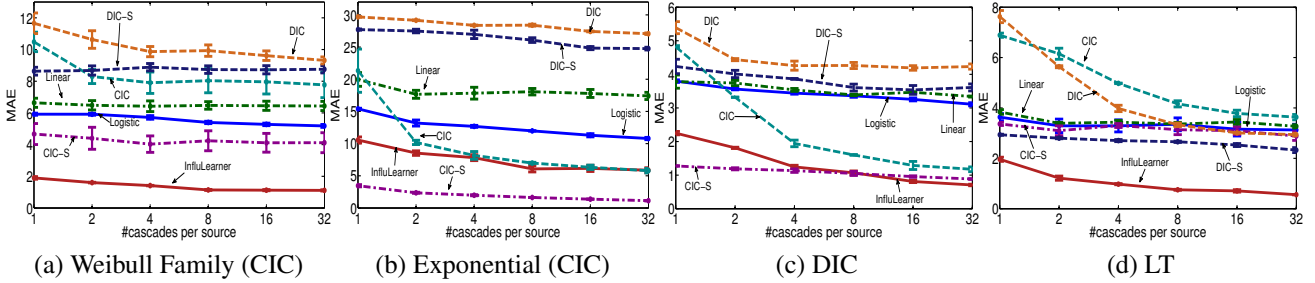 12
10
8
6
4
2
0
MAE
1
2
4
8
16
32
#cascades per source
DIC-S
DIC
Linear
CIC
Logistic
CIC-S
InfluLearner
(a) Weibull Family (CIC)
30
25
20
15
10
5
0
MAE
1
2
4
8
16
32
#cascades per source
DIC
DIC-S
Linear
CIC
Logistic
InfluLearner
CIC-S
(b) Exponential (CIC)
6
5
4
3
2
1
0
MAE
1
2
4
8
16
32
#cascades per source
DIC
DIC-S
CIC
Logistic
Linear
CIC-S
InfluLearner
(c) DIC
8
6
4
2
0
MAE
1
2
4
8
16
32
#cascades per source
CIC
DIC
Linear
Logistic
CIC-S
InfluLearner
DIC-S
(d) LT